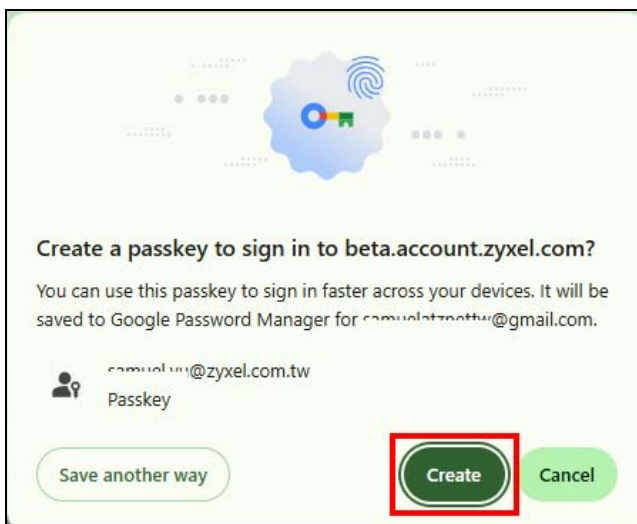 Create a passkey to sign in to beta.account.zyxel.com?
You can use this passkey to sign in faster across your devices. It will be
saved to Google Password Manager for @gmail.com.
@zyxel.com.tw
Passkey
Save another way
Create
Cancel